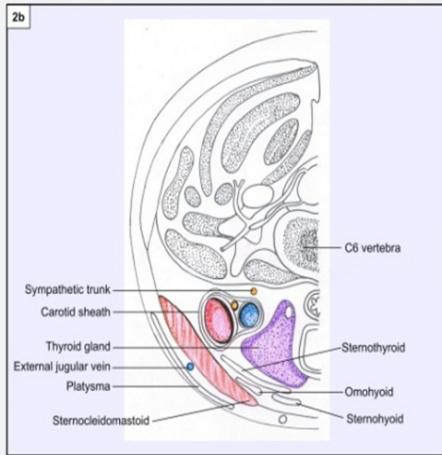 2b
C6 vertebra
Sympathetic trunk
Carotid sheath
Thyroid gland
Sternothyroid
External jugular vein
Platysma
Omohyoid
Sternocleidomastoid
Sternohyoid